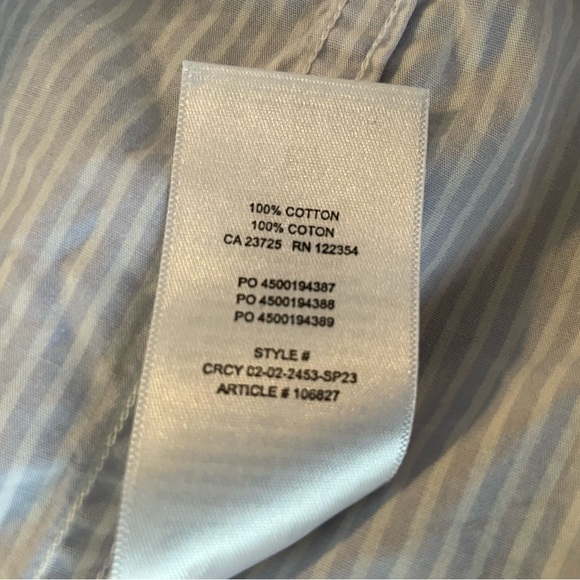 100% COTTON
100% COTON
CA 23725 RN 122354
PO 4500194387
PO 4500194388
PO 4500194389
STYLE #
CRCY 02-02-2453-SP23
ARTICLE # 106827